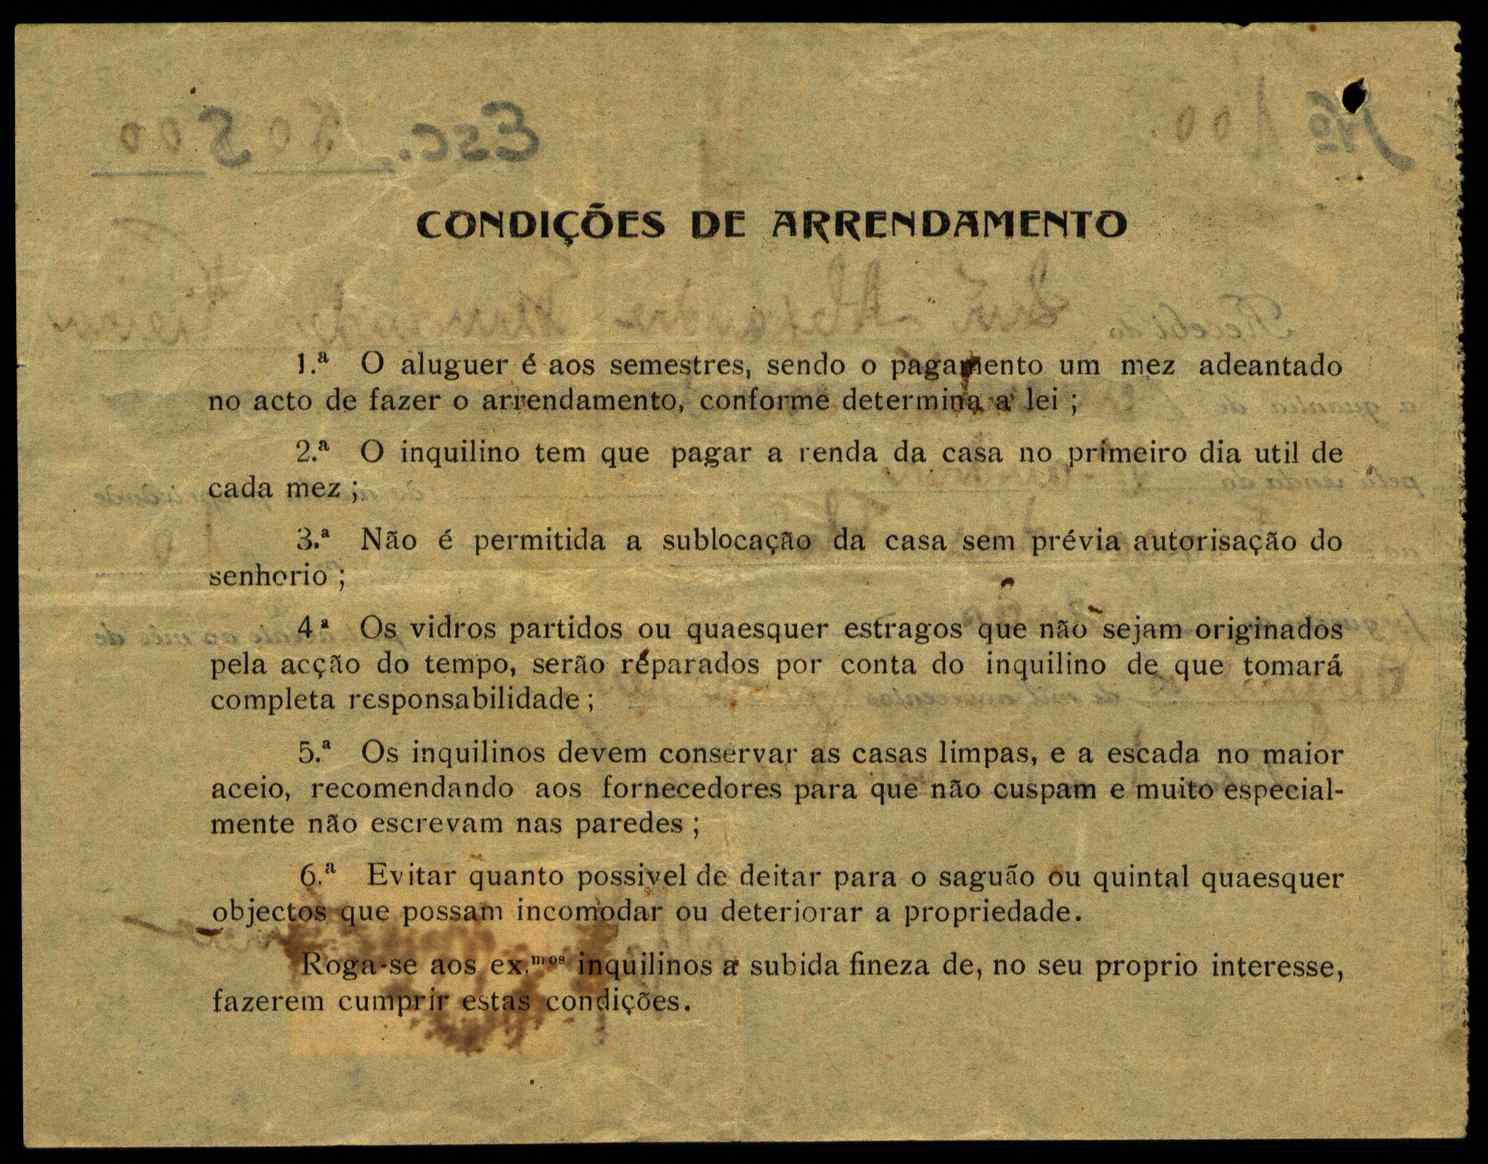 CONDIÇÕES DE ARRENDAMENTO
1.ª O aluguer é aos semestres, sendo o pagamento um mez adeantado
no acto de fazer o arrendamento, conforme determina a lei ;
2.ª O inquilino tem que pagar a renda da casa no primeiro dia util de
cada mez ;
3.ª Não é permitida a sublocação da casa sem prévia autorisação do
senhorio ;
4ª Os vidros partidos ou quaesquer estragos que não sejam originados
pela acção do tempo, serão reparados por conta do inquilino de que tomará
completa responsabilidade ;
5.ª Os inquilinos devem conservar as casas limpas, e a escada no maior
aceio, recomendando aos fornecedores para que não cuspam e muito especial-
mente não escrevam nas paredes ;
6.ª Evitar quanto possivel de deitar para o saguão ou quintal quaesquer
objectos que possam incomodar ou deteriorar a propriedade.
Roga-se aos ex.mos inquilinos a subida fineza de, no seu proprio interesse,
fazerem cumprir estas condições.